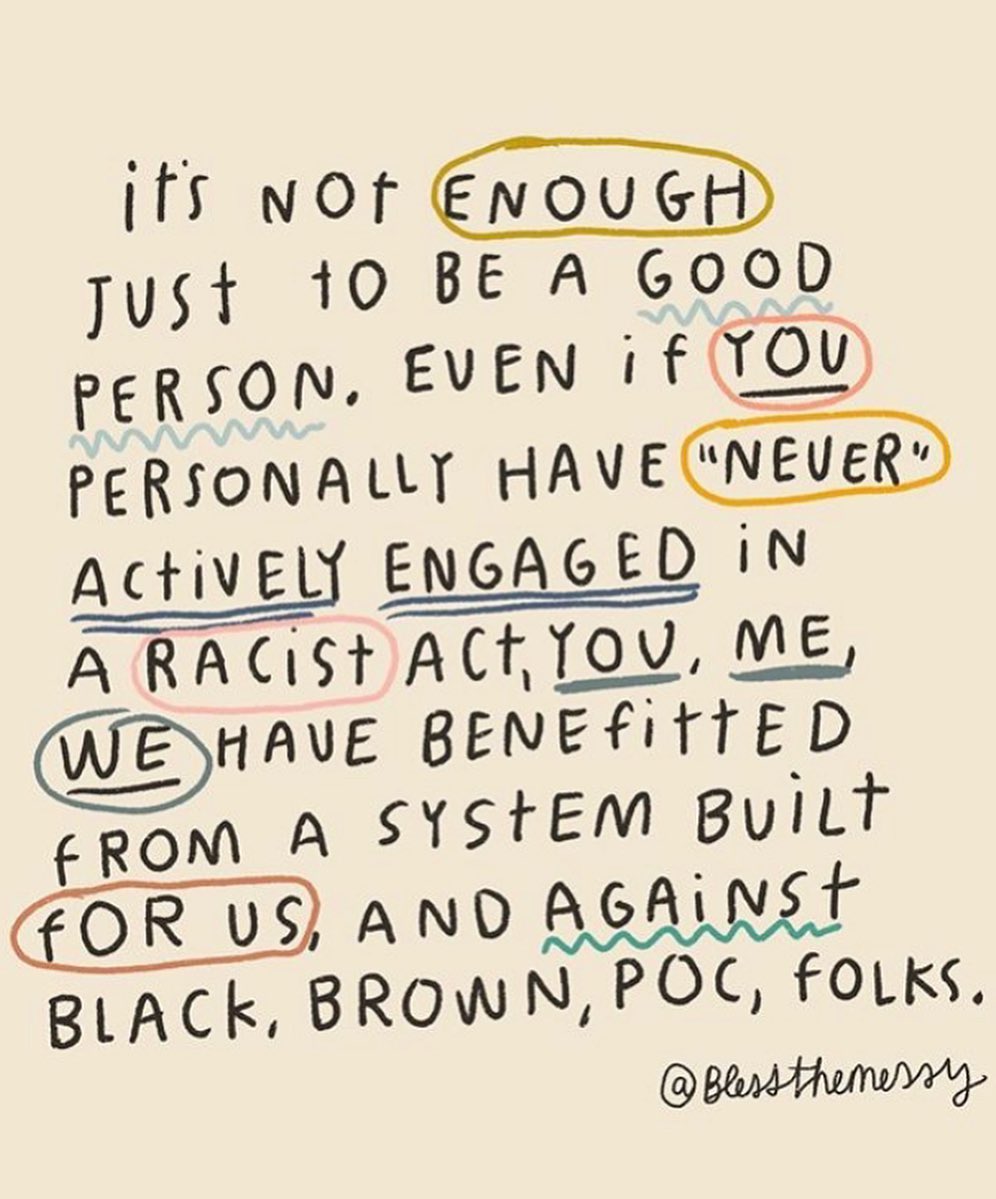 it's NOT ENOUGH
JUST TO BE A GOOD
PERSON. EVEN if YOU
PERSONALLY HAVE "NEVER"
ACTiVELY ENGAGED iN
A RACiST ACT, YOU, ME,
WE HAVE BENEfiTTED
fROM A SYSTEM BUiLT
fOR US, AND AGAiNST
BLACK, BROWN, POC, fOLKS.
@Blessthemessy